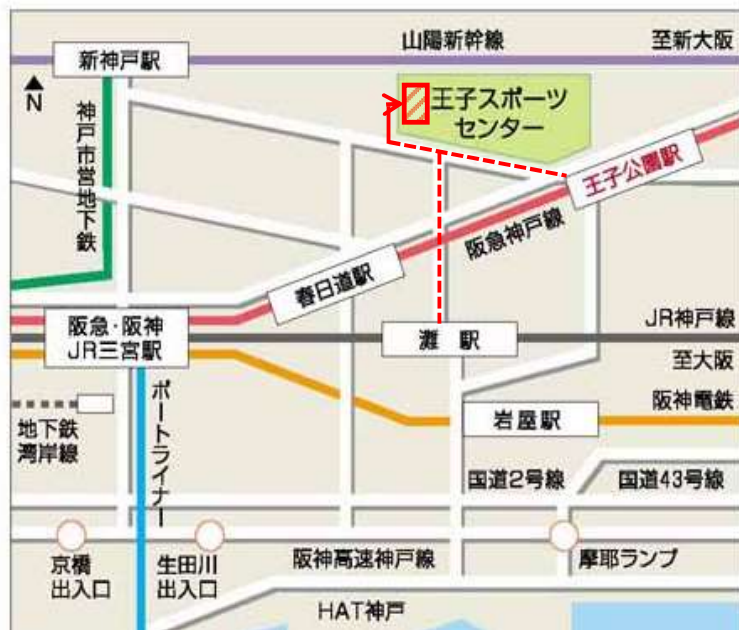 山陽新幹線
至新大阪
新神戸駅
N
神戸市営地下鉄
王子スポーツ
センター
王子公園駅
阪急神戸線
春日道駅
JR神戸線
阪急・阪神
JR三宮駅
灘 駅
至大阪
ポートライナー
阪神電鉄
岩屋駅
地下鉄
湾岸線
国道2号線
国道43号線
京橋
出入口
生田川
出入口
阪神高速神戸線
摩耶ランプ
HAT神戸